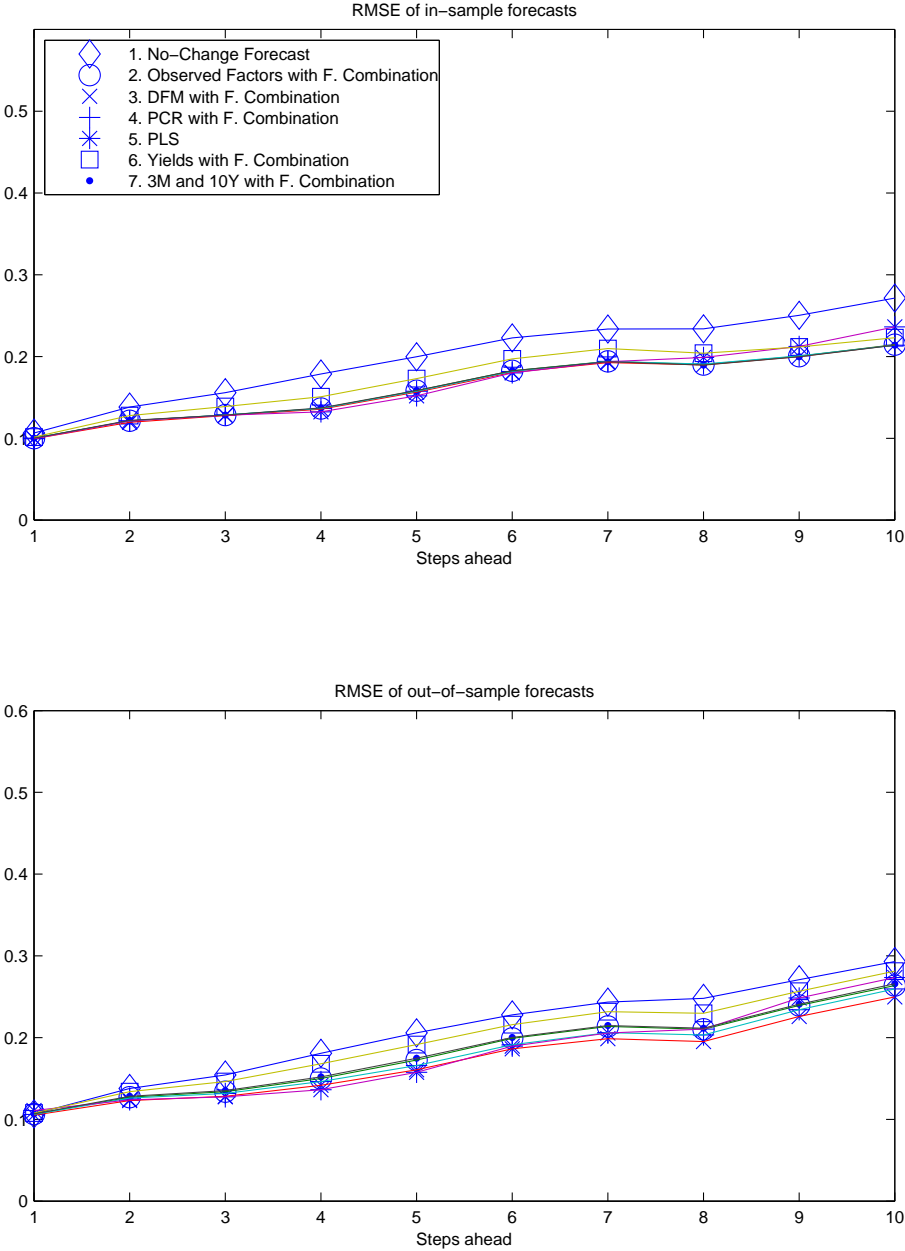 RMSE of in−sample forecasts
1. No−Change Forecast
2. Observed Factors with F. Combination
3. DFM with F. Combination
4. PCR with F. Combination
5. PLS
6. Yields with F. Combination
7. 3M and 10Y with F. Combination
0.5
0.4
0.3
0.2
0.1
0
1 2 3 4 5 6 7 8 9 10
Steps ahead
RMSE of out−of−sample forecasts
0.6
0.5
0.4
0.3
0.2
0.1
0
1 2 3 4 5 6 7 8 9 10
Steps ahead